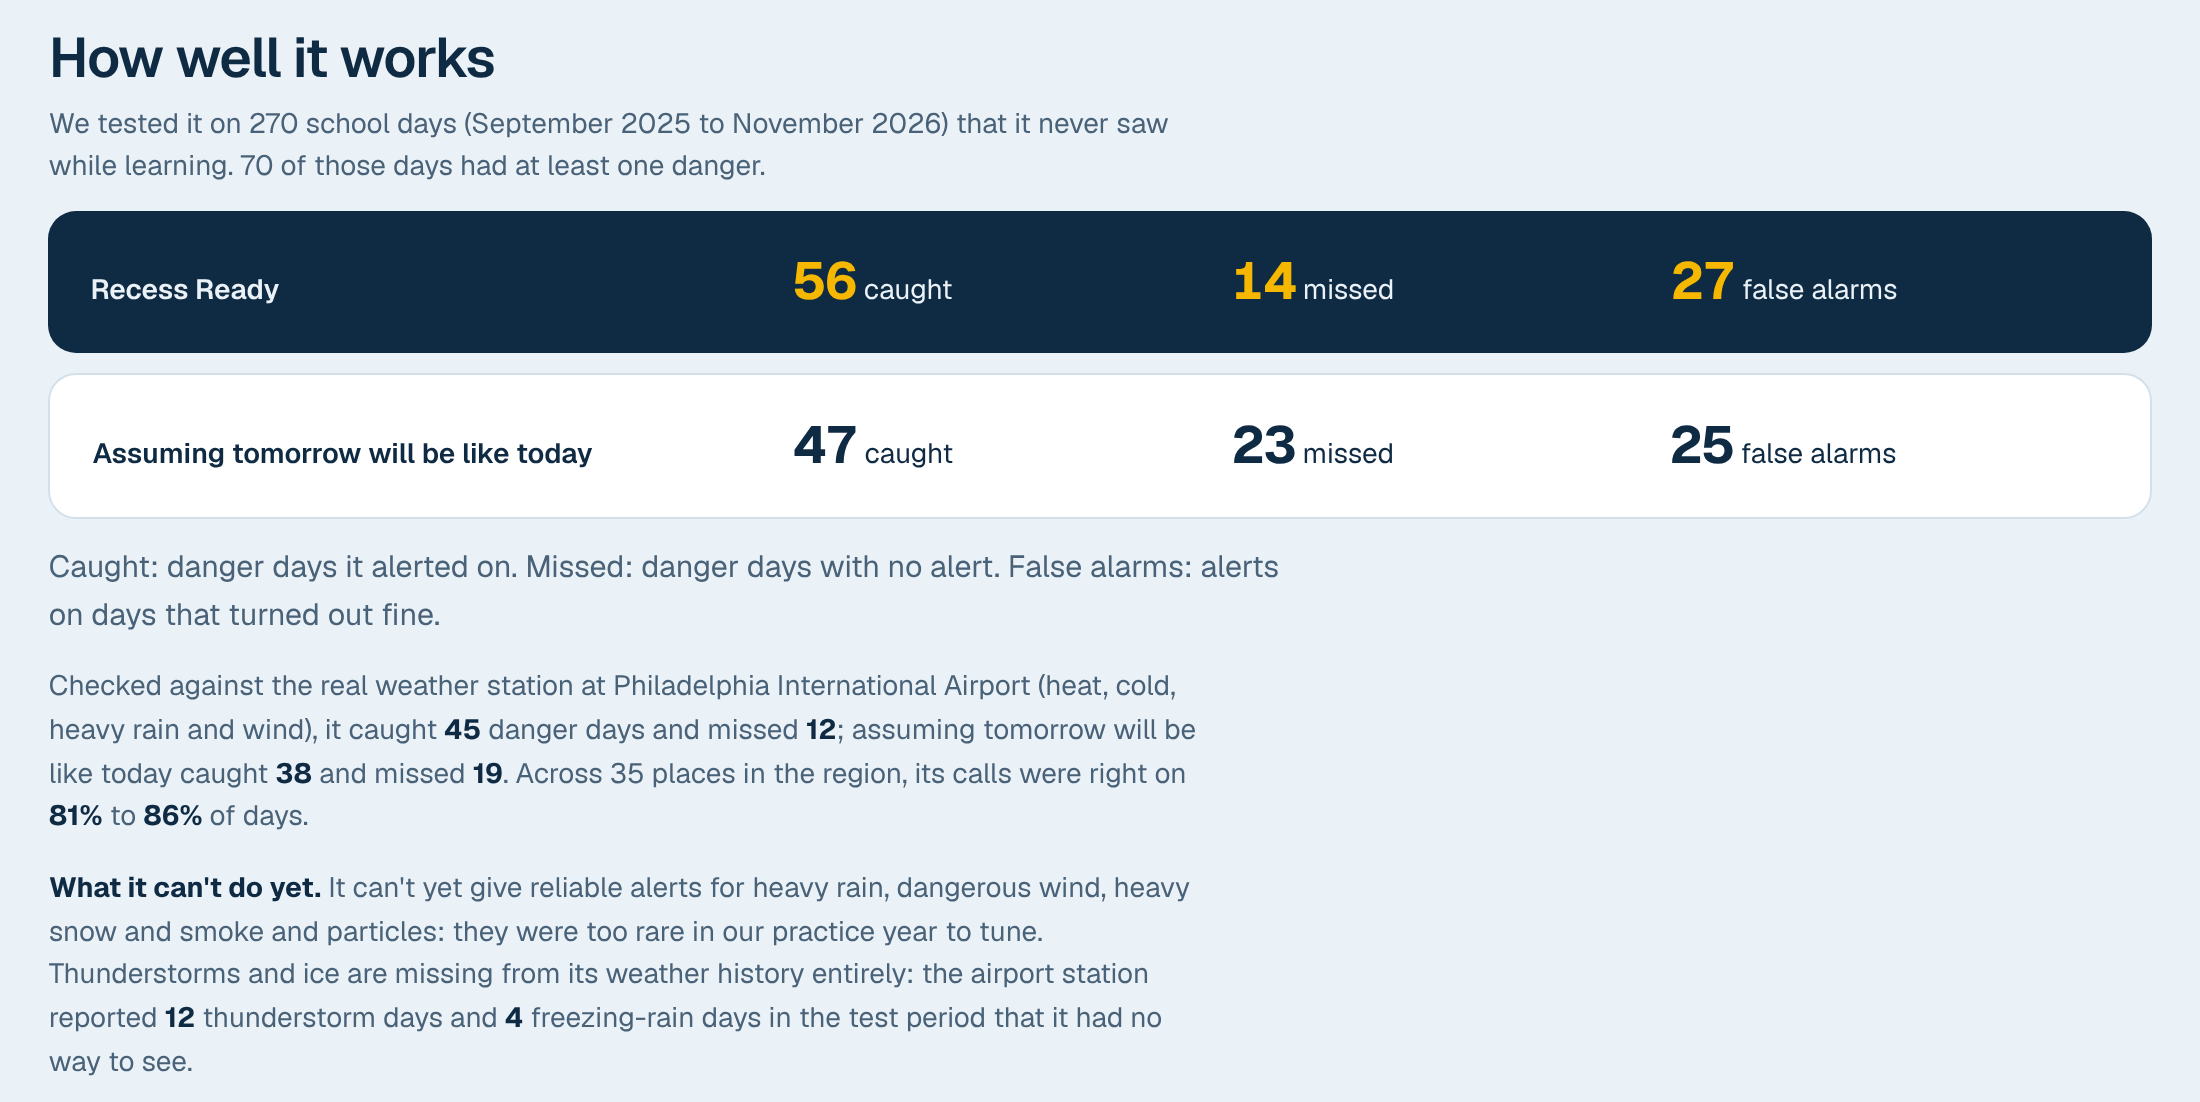 How well it works
We tested it on 270 school days (September 2025 to November 2026) that it never saw
while learning. 70 of those days had at least one danger.
Recess Ready 56 caught 14 missed 27 false alarms
Assuming tomorrow will be like today 47 caught 23 missed 25 false alarms
Caught: danger days it alerted on. Missed: danger days with no alert. False alarms: alerts
on days that turned out fine.
Checked against the real weather station at Philadelphia International Airport (heat, cold,
heavy rain and wind), it caught 45 danger days and missed 12; assuming tomorrow will be
like today caught 38 and missed 19. Across 35 places in the region, its calls were right on
81% to 86% of days.
What it can't do yet. It can't yet give reliable alerts for heavy rain, dangerous wind, heavy
snow and smoke and particles: they were too rare in our practice year to tune.
Thunderstorms and ice are missing from its weather history entirely: the airport station
reported 12 thunderstorm days and 4 freezing-rain days in the test period that it had no
way to see.